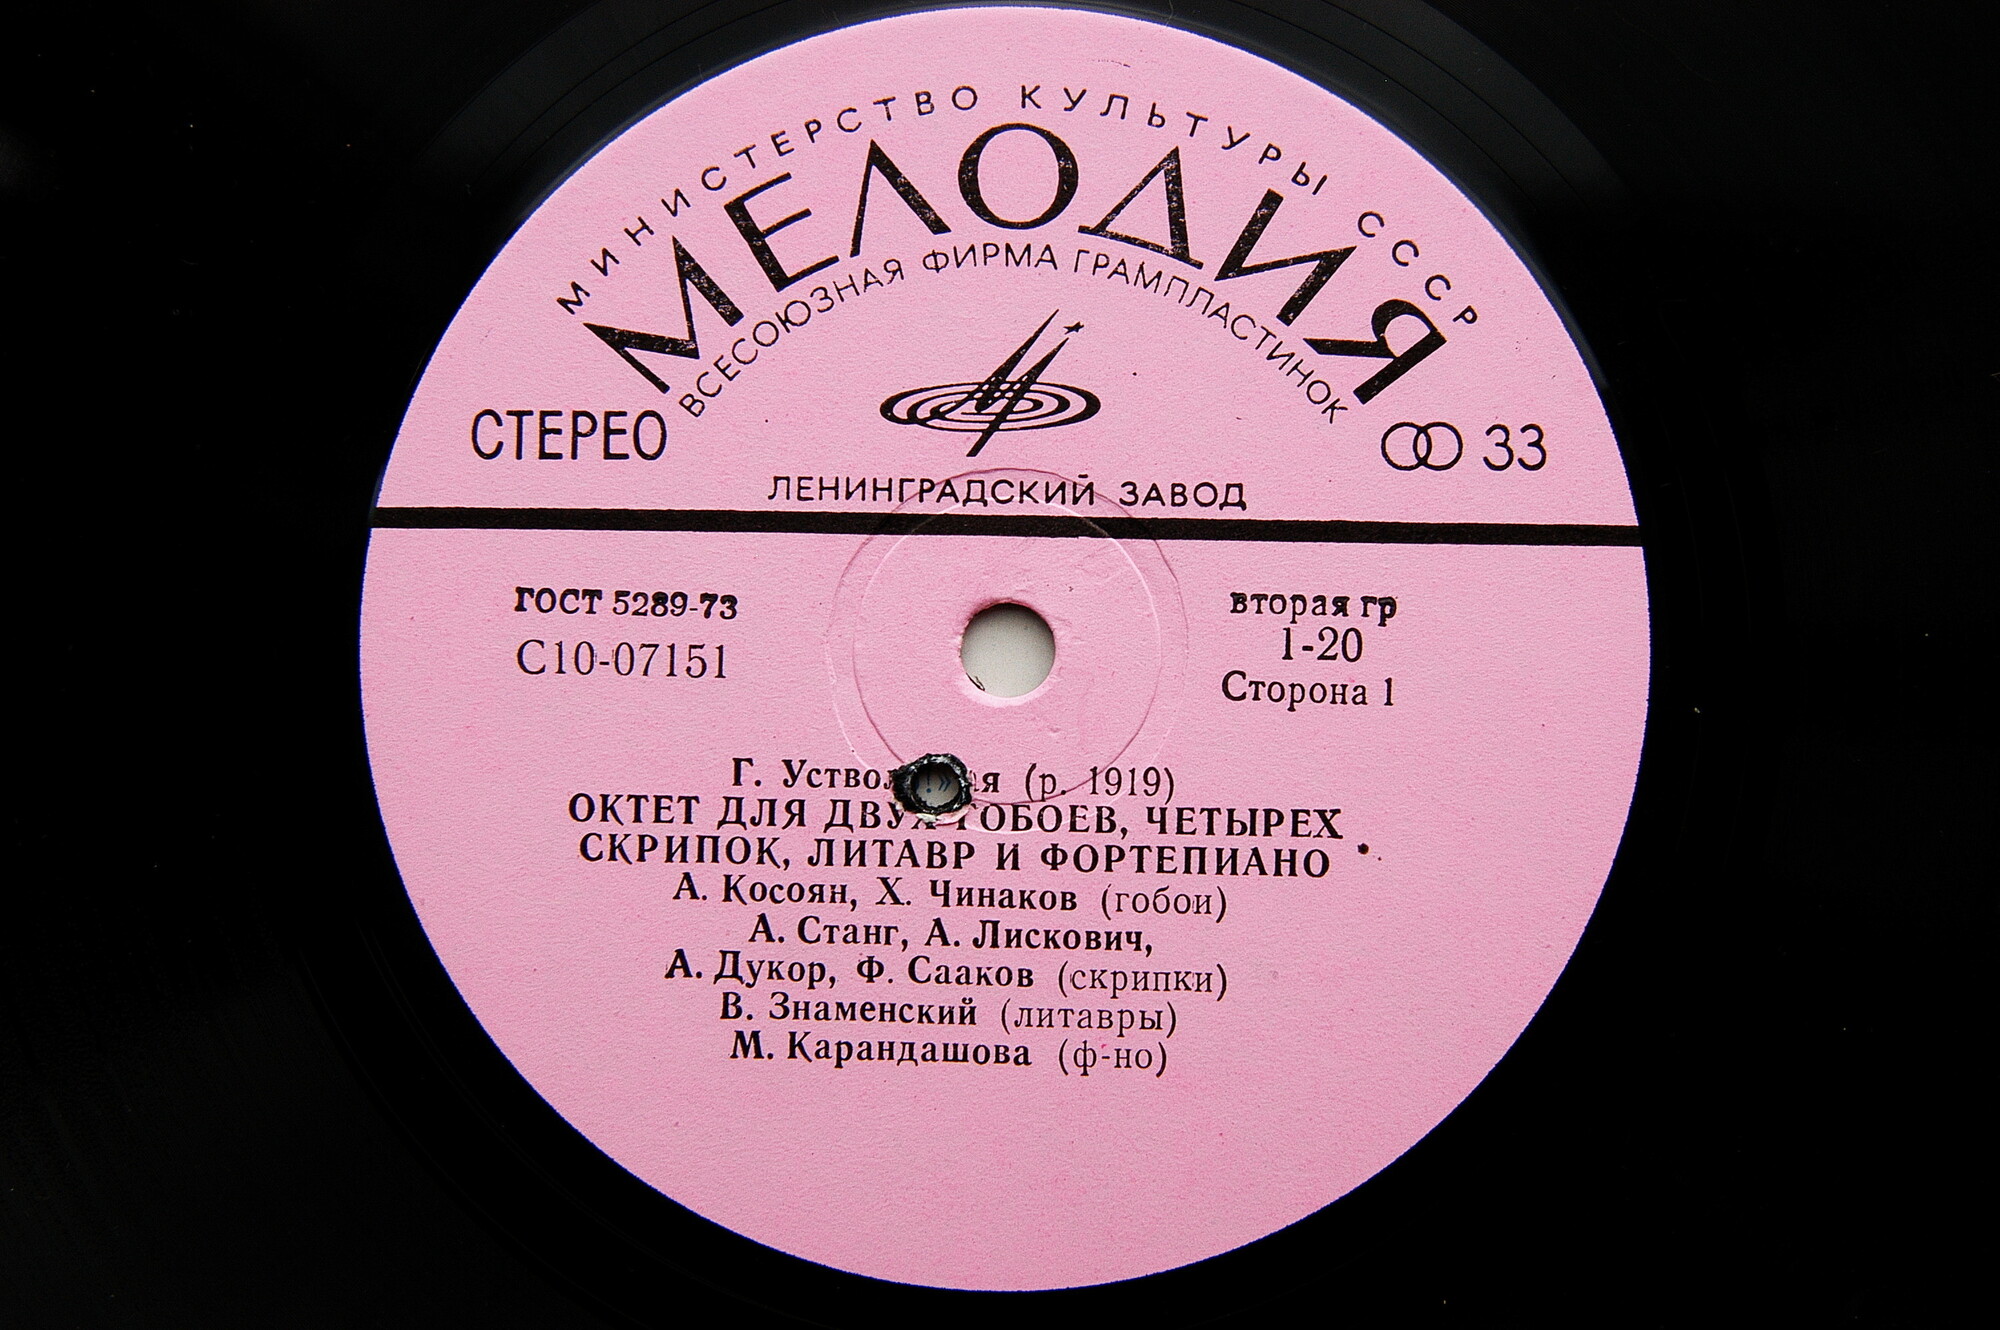 МИНИСТЕРСТВО КУЛЬТУРЫ СССР
МЕЛОДИЯ
ВСЕСОЮЗНАЯ ФИРМА ГРАМПЛАСТИНОК
СТЕРЕО
33
ЛЕНИНГРАДСКИЙ ЗАВОД
ГОСТ 5289-73
С10-07151
вторая гр
1-20
Сторона 1
Г. (р. 1919)
ОКТЕТ ДЛЯ ДВУХ ГОБОЕВ, ЧЕТЫРЕХ
СКРИПОК, ЛИТАВР И ФОРТЕПИАНО
А. Косоян, Х. Чинаков (гобои)
А. Станг, А. Лискович,
А. Дукор, Ф. Сааков (скрипки)
В. Знаменский (литавры)
М. Карандашова (ф-но)